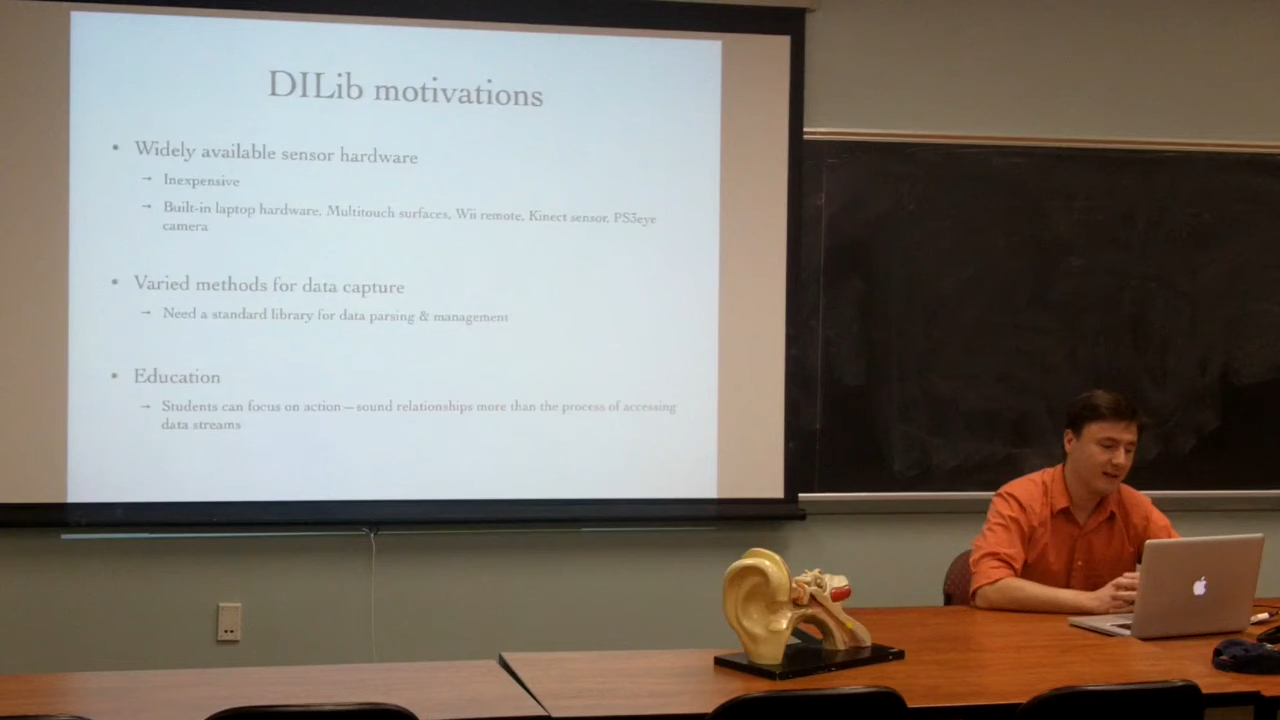 DILib motivations
• Widely available sensor hardware
→ Inexpensive
→ Built-in laptop hardware, Multitouch surfaces, Wii remote, Kinect sensor, PS3eye
camera
• Varied methods for data capture
→ Need a standard library for data parsing & management
• Education
→ Students can focus on action—sound relationships more than the process of accessing
data streams